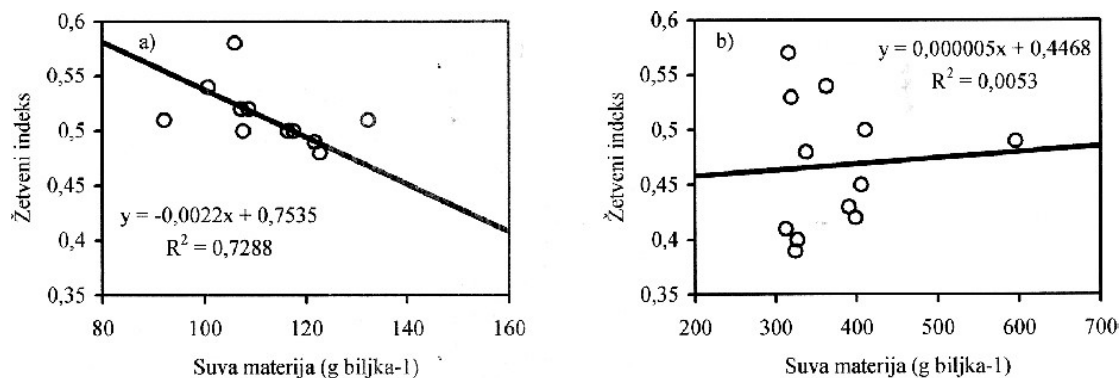 0,6
0,55
0,5
0,45
0,4
0,35
Žetveni indeks
a)
y = -0,0022x + 0,7535
R² = 0,7288
80 100 120 140 160
Suva materija (g biljka-1)
0,6
0,55
0,5
0,45
0,4
0,35
Žetveni indeks
b)
y = 0,000005x + 0,4468
R² = 0,0053
200 300 400 500 600 700
Suva materija (g biljka-1)